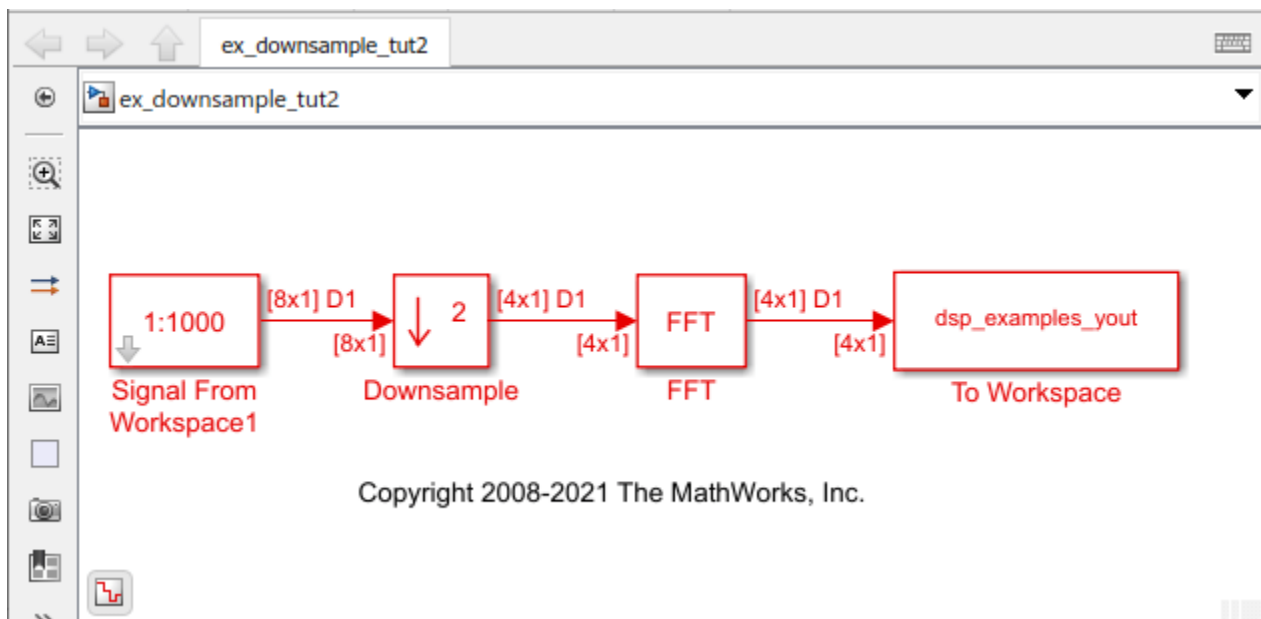 ex_downsample_tut2
ex_downsample_tut2
[8x1] D1
[4x1] D1
[4x1] D1
1:1000
2
FFT
dsp_examples_yout
[8x1]
[4x1]
[4x1]
Signal From
Workspace1
Downsample
FFT
To Workspace
Copyright 2008-2021 The MathWorks, Inc.